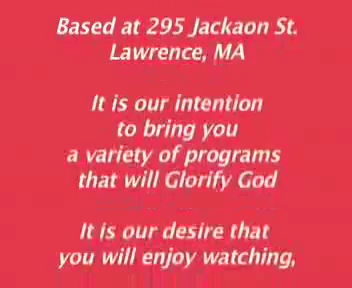 Based at 295 Jackaon St.
Lawrence, MA
It is our intention
to bring you
a variety of programs
that will Glorify God
It is our desire that
you will enjoy watching,